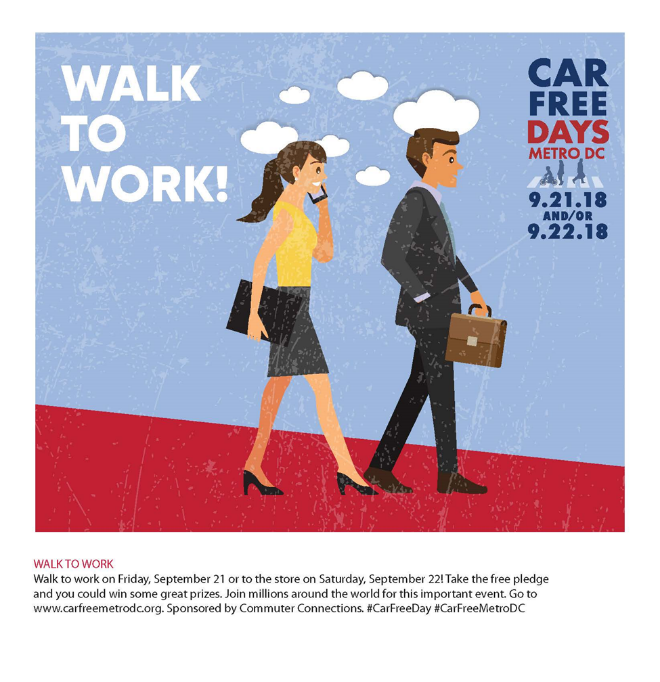 WALK
TO
WORK!
CAR
FREE
DAYS
METRO DC
9.21.18
AND/OR
9.22.18
WALK TO WORK
Walk to work on Friday, September 21 or to the store on Saturday, September 22! Take the free pledge
and you could win some great prizes. Join millions around the world for this important event. Go to
www.carfreemetrodc.org. Sponsored by Commuter Connections. #CarFreeDay #CarFreeMetroDC